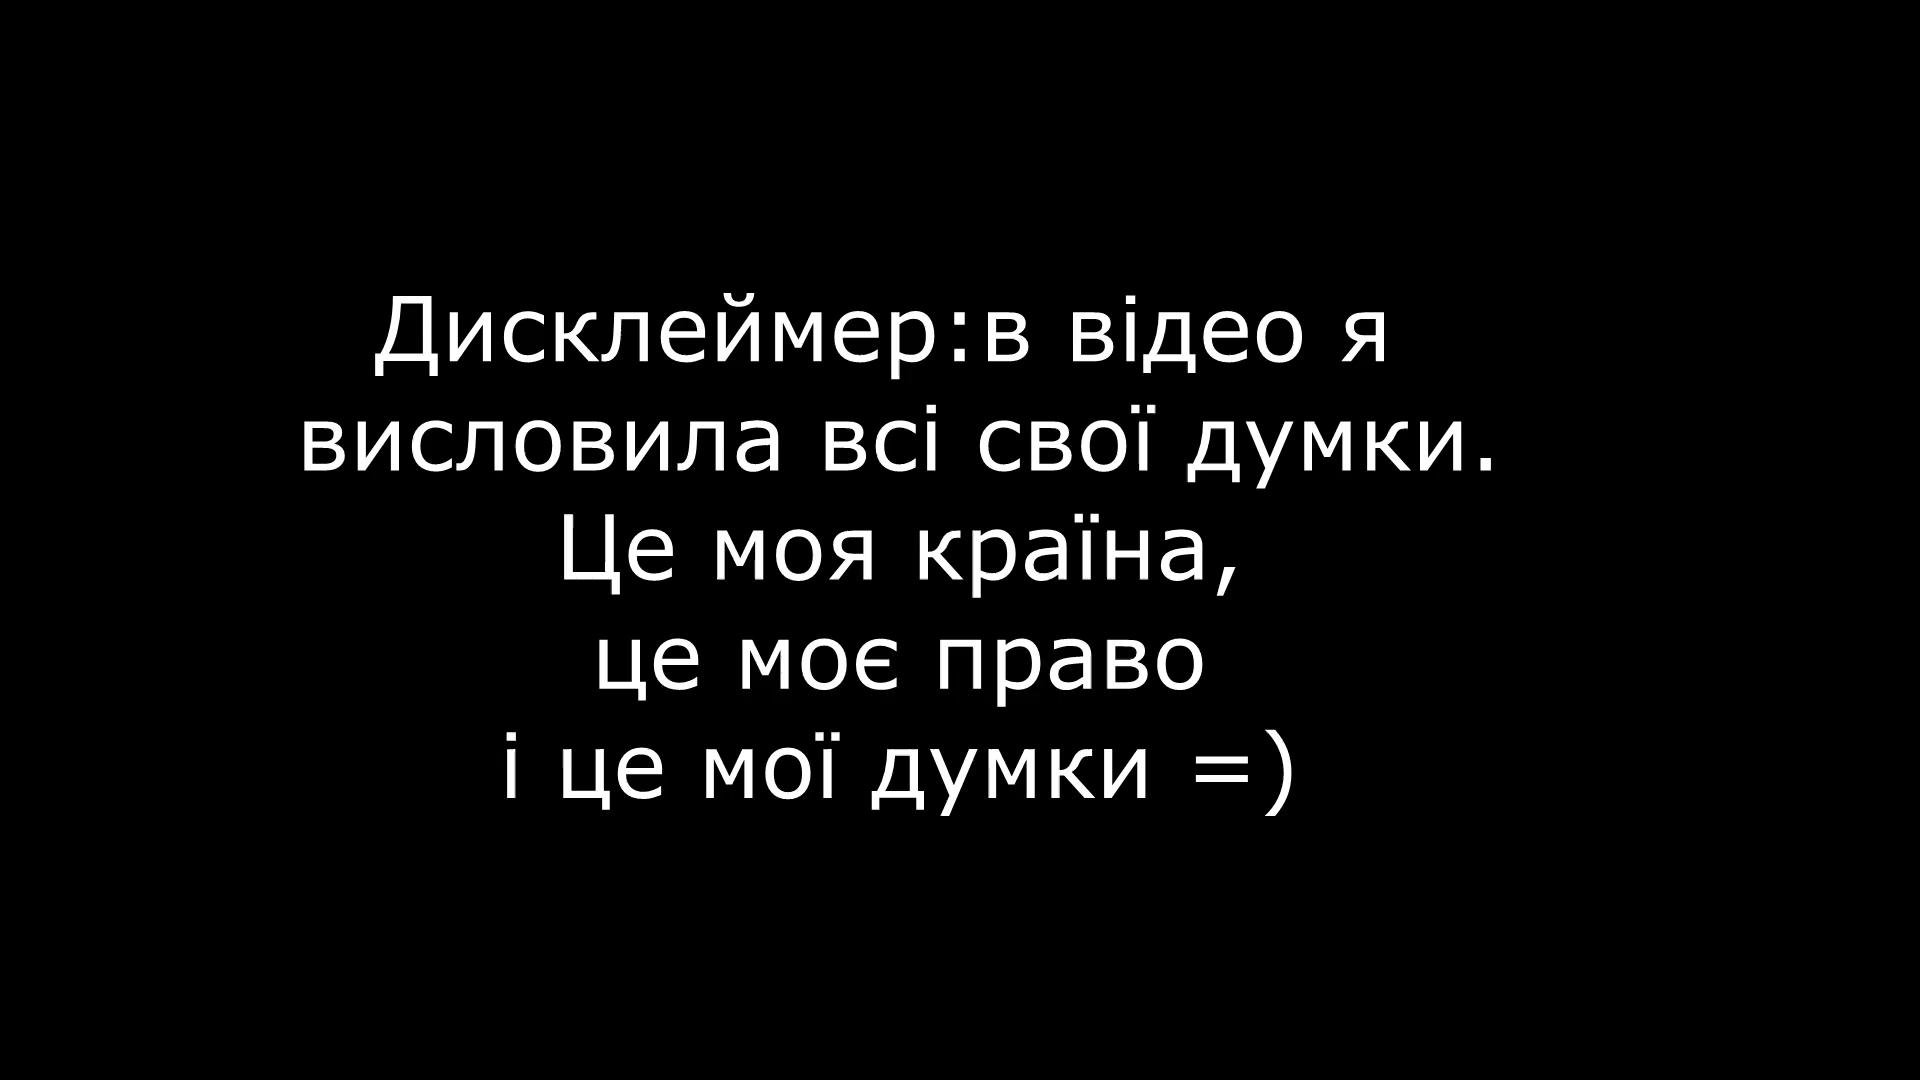 Дисклеймер:в відео я
висловила всі свої думки.
Це моя країна,
це моє право
і це мої думки =)